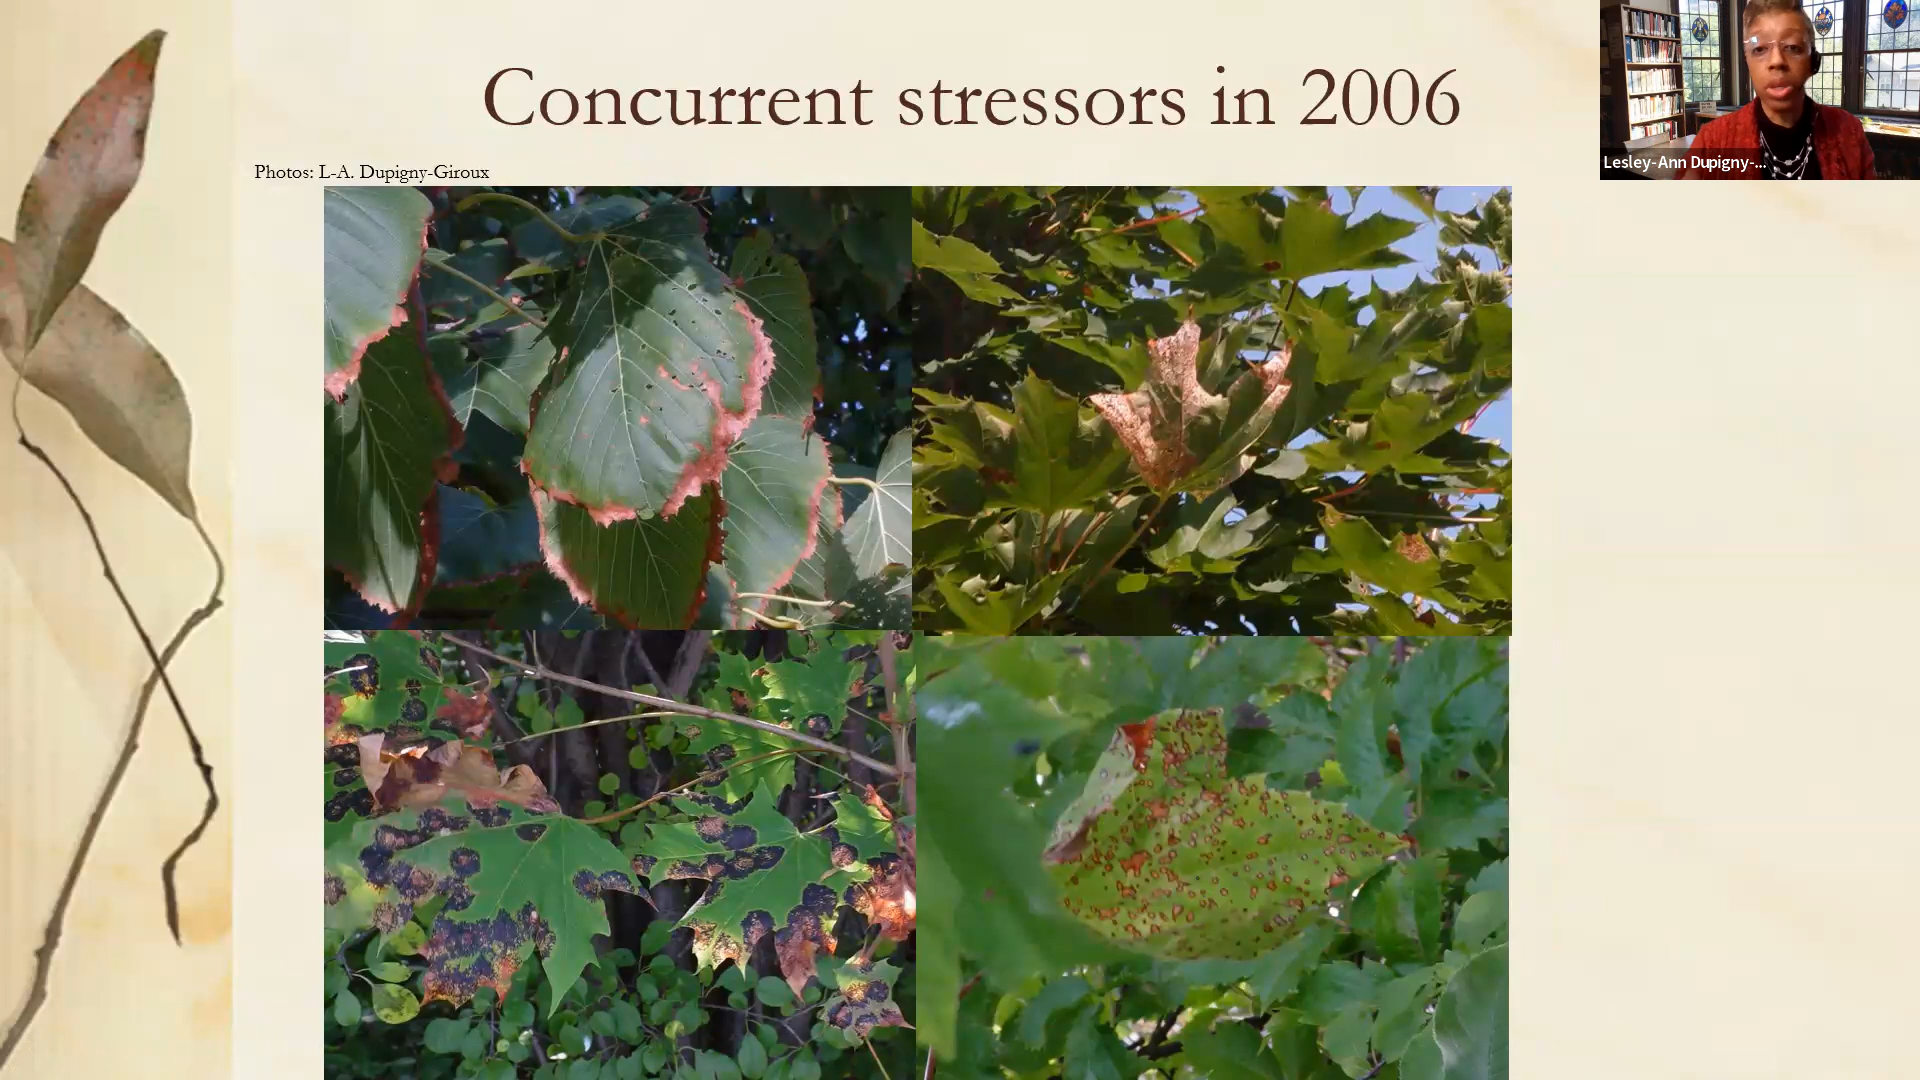 Concurrent stressors in 2006
Photos: L-A. Dupigny-Giroux
Lesley-Ann Dupigny-...